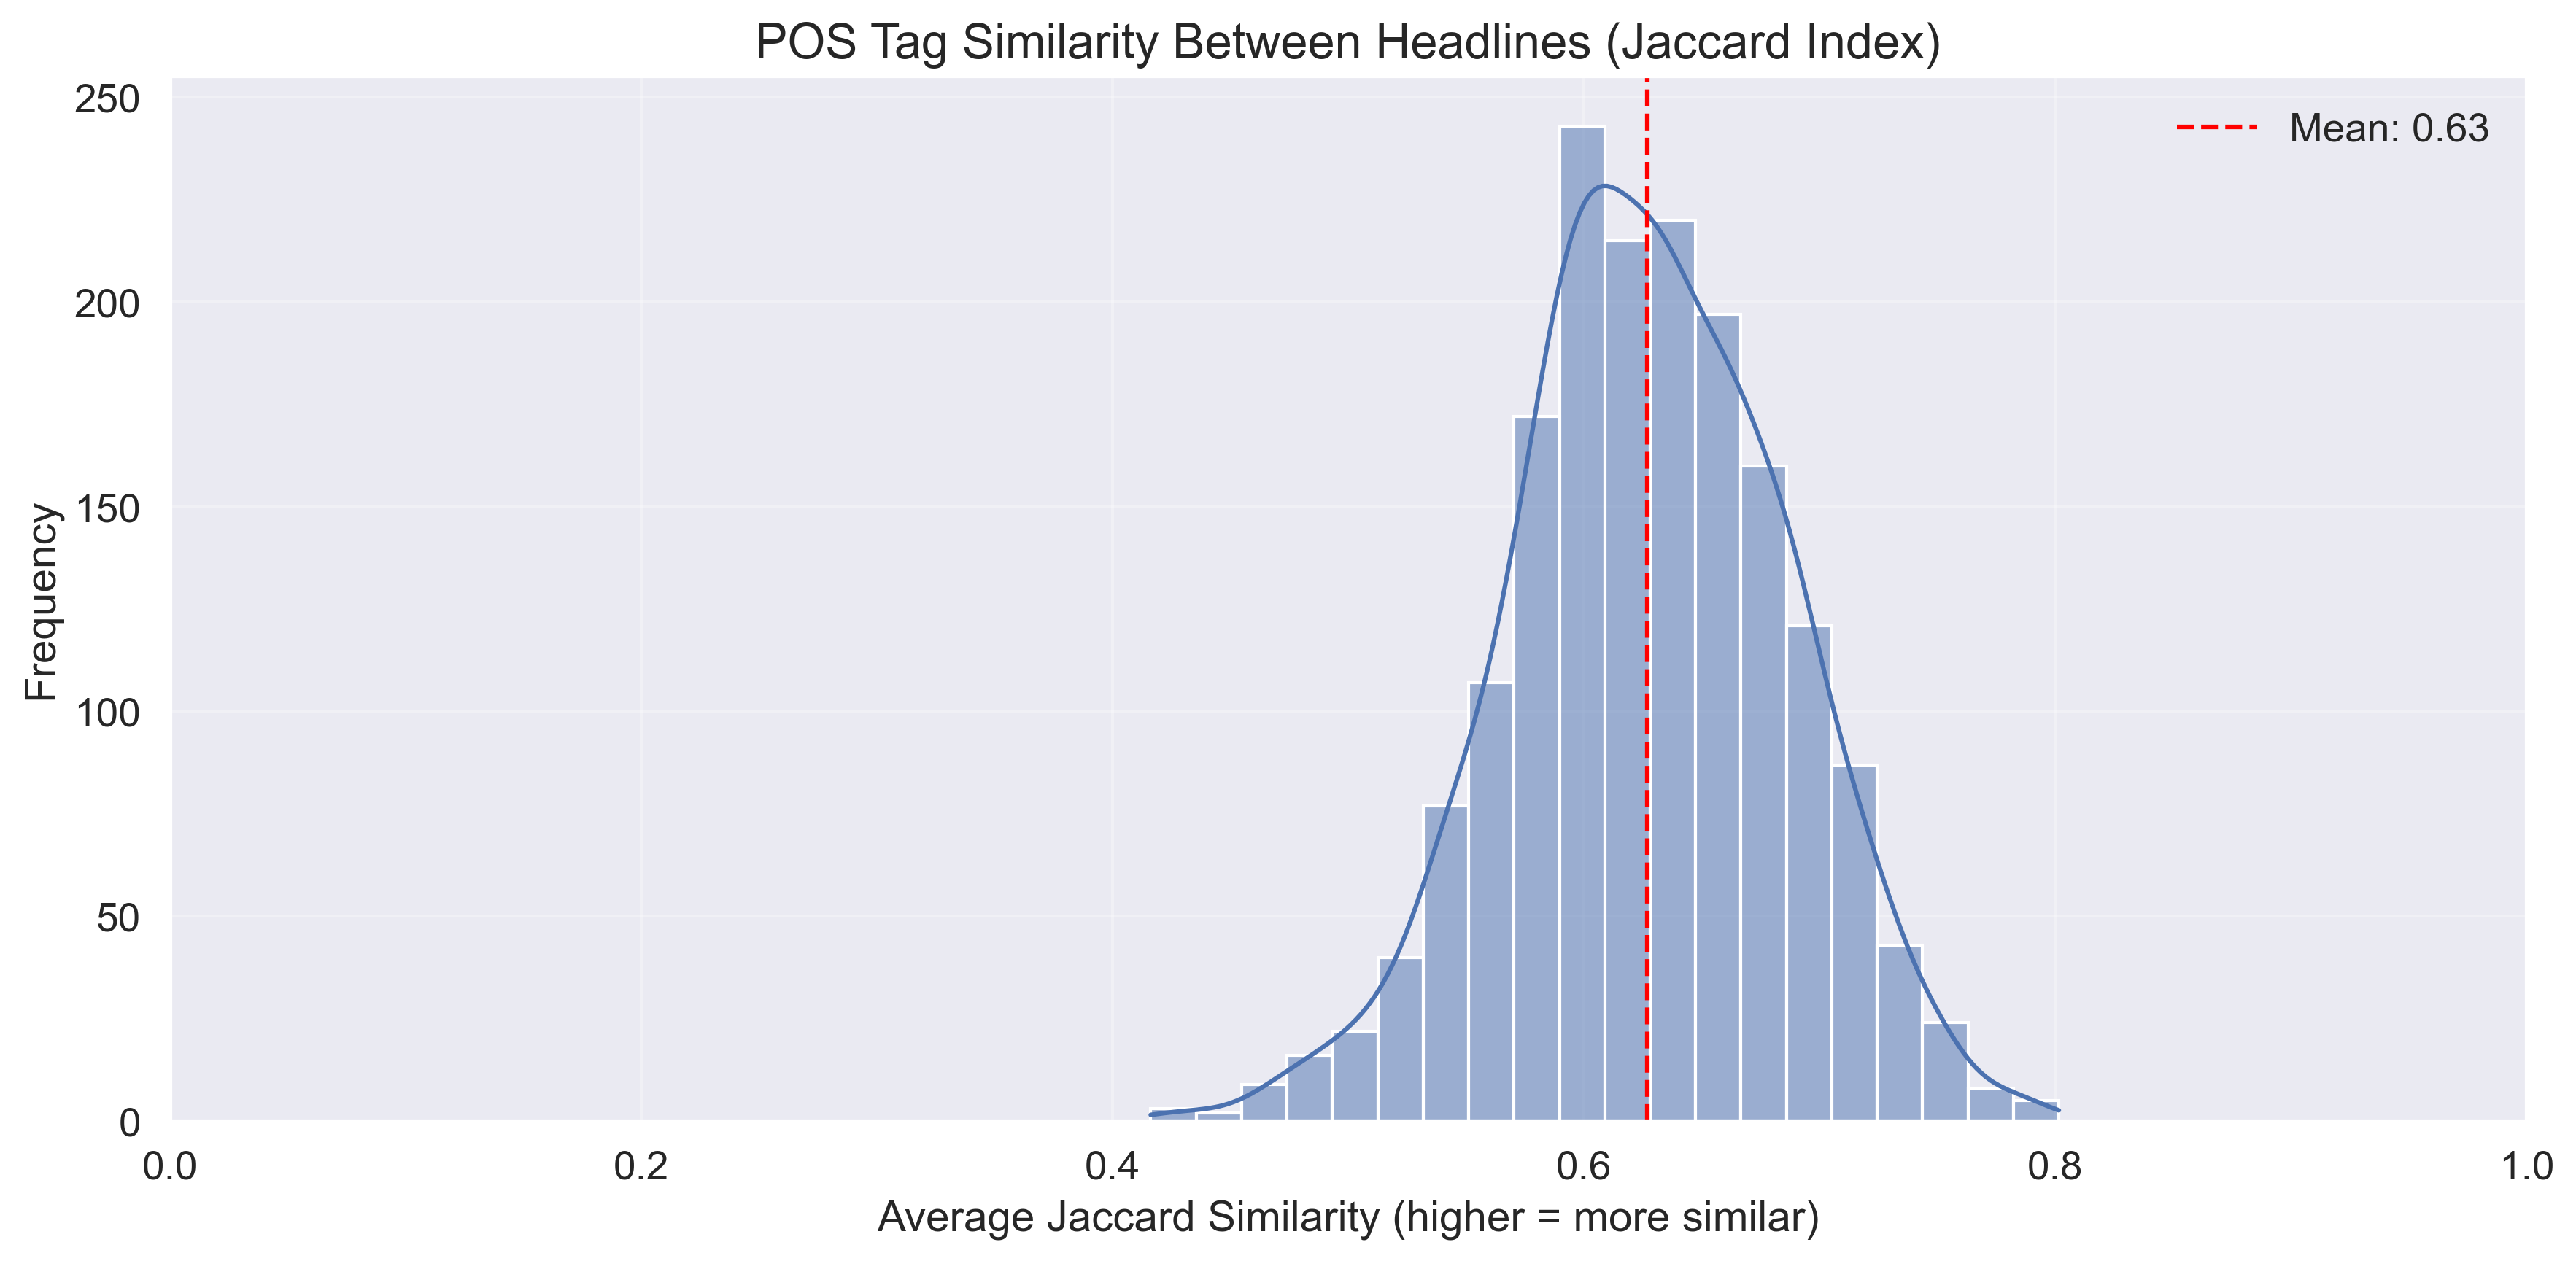 POS Tag Similarity Between Headlines (Jaccard Index)
Mean: 0.63
Frequency
250
200
150
100
50
0
0.0 0.2 0.4 0.6 0.8 1.0
Average Jaccard Similarity (higher = more similar)